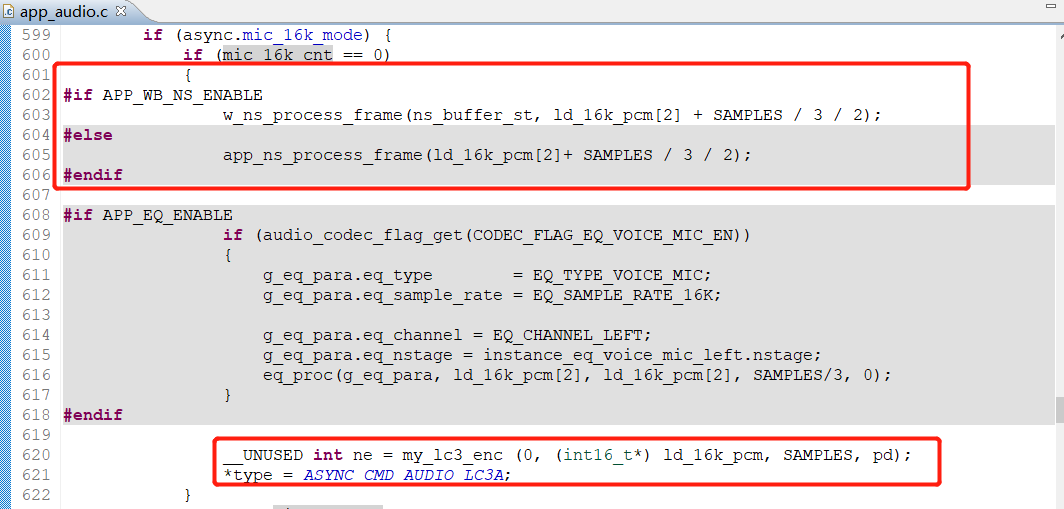 app_audio.c
599 if (async.mic_16k_mode) {
600 if (mic_16k_cnt == 0)
601 {
602 #if APP_WB_NS_ENABLE
603 w_ns_process_frame(ns_buffer_st, ld_16k_pcm[2] + SAMPLES / 3 / 2);
604 #else
605 app_ns_process_frame(ld_16k_pcm[2]+ SAMPLES / 3 / 2);
606 #endif
607
608 #if APP_EQ_ENABLE
609 if (audio_codec_flag_get(CODEC_FLAG_EQ_VOICE_MIC_EN))
610 {
611 g_eq_para.eq_type = EQ_TYPE_VOICE_MIC;
612 g_eq_para.eq_sample_rate = EQ_SAMPLE_RATE_16K;
613
614 g_eq_para.eq_channel = EQ_CHANNEL_LEFT;
615 g_eq_para.eq_nstage = instance_eq_voice_mic_left.nstage;
616 eq_proc(g_eq_para, ld_16k_pcm[2], ld_16k_pcm[2], SAMPLES/3, 0);
617 }
618 #endif
619
620 __UNUSED int ne = my_lc3_enc (0, (int16_t*) ld_16k_pcm, SAMPLES, pd);
621 *type = ASYNC_CMD_AUDIO_LC3A;
622 }